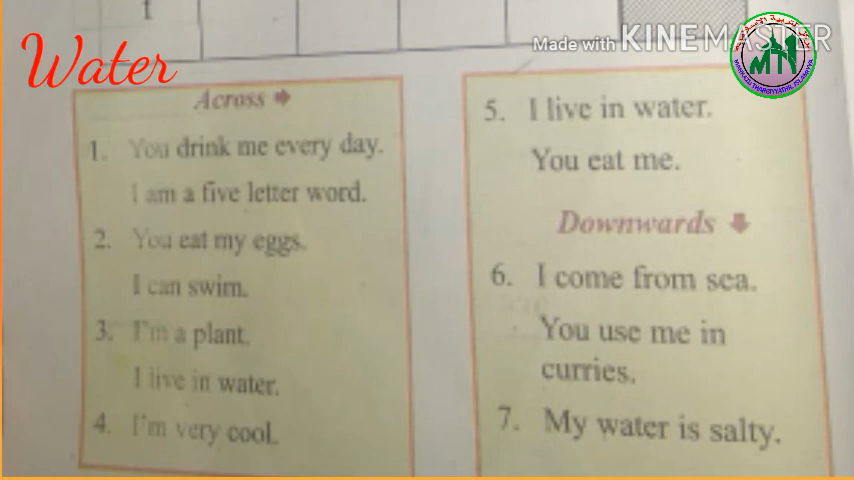 1
Made with KINEMASTER
Water
Across
1. You drink me every day.
I am a five letter word.
2. You eat my eggs.
I can swim.
3. I'm a plant.
I live in water.
4. I'm very cool.
5. I live in water.
You eat me.
Downwards
6. I come from sea.
You use me in
curries.
7. My water is salty.